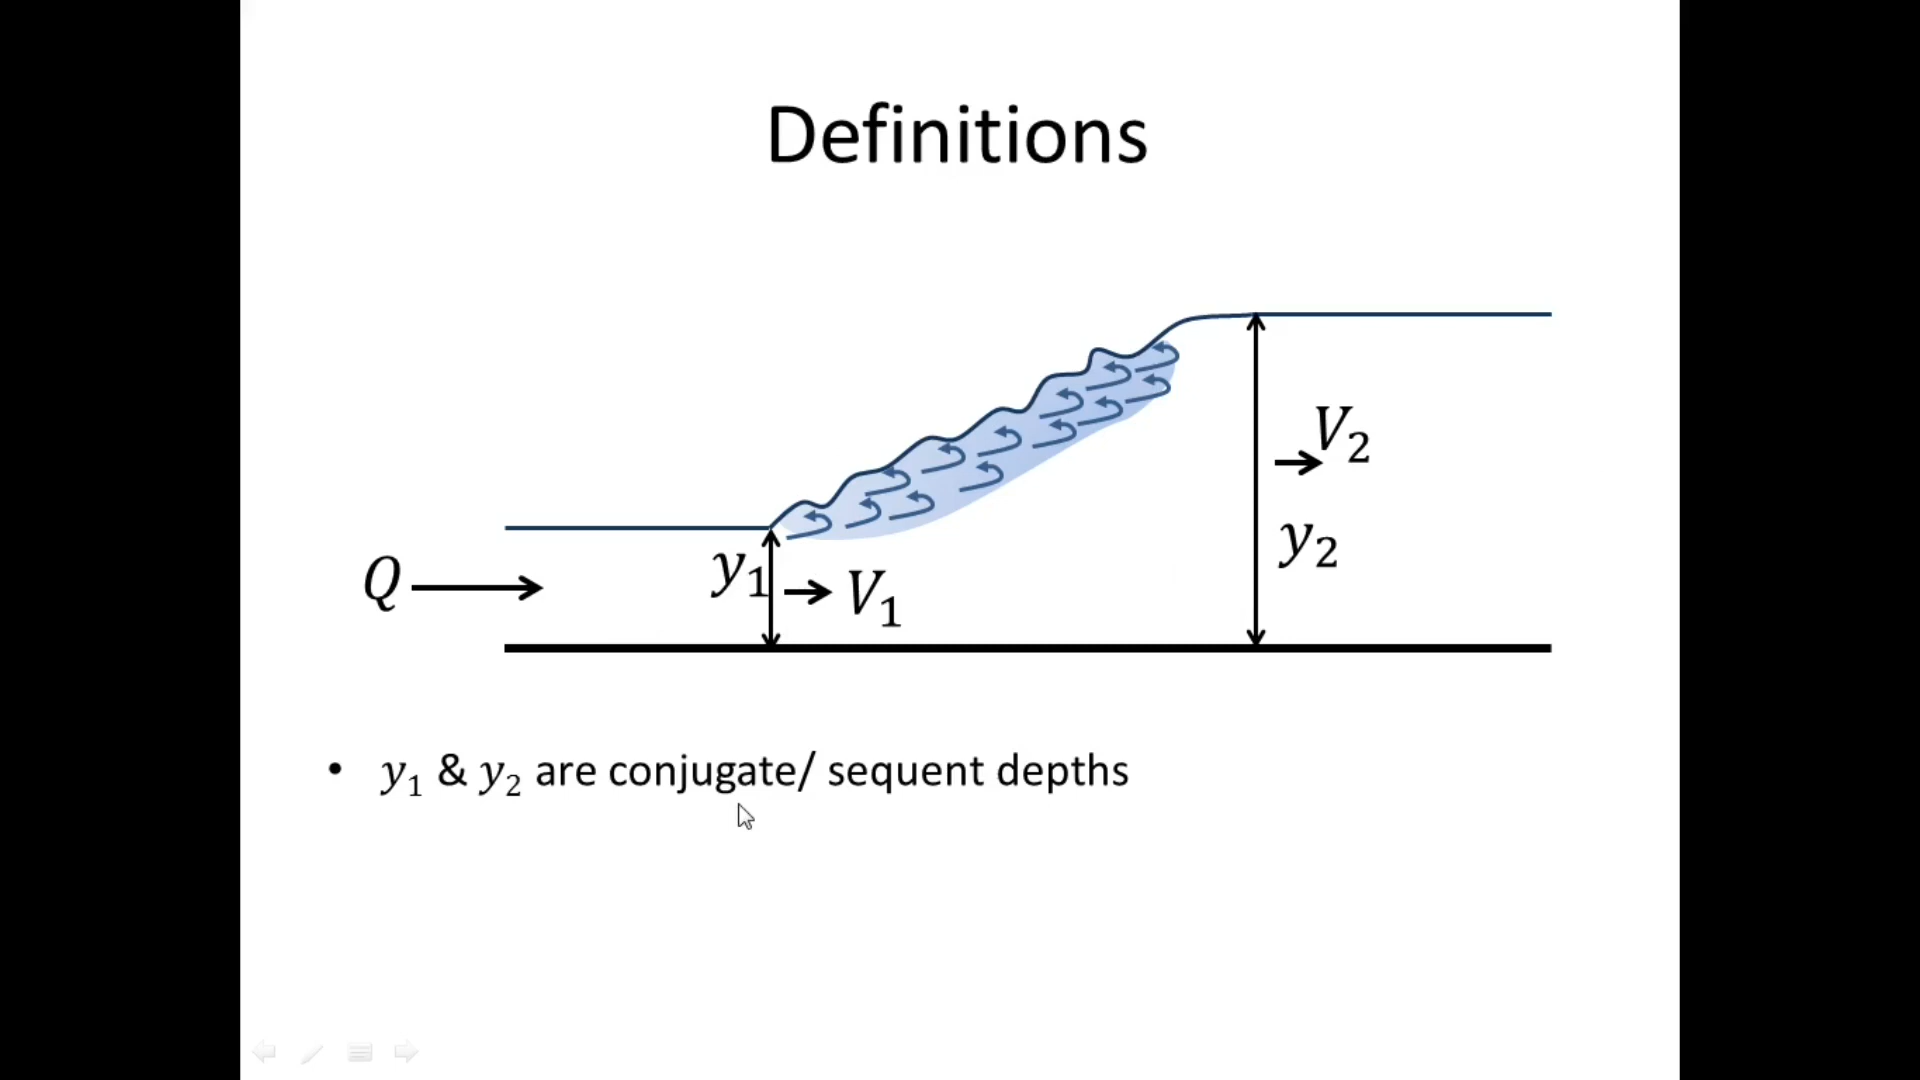 Definitions
V₂
y₂
Q
y₁
V₁
• y₁ & y₂ are conjugate/ sequent depths